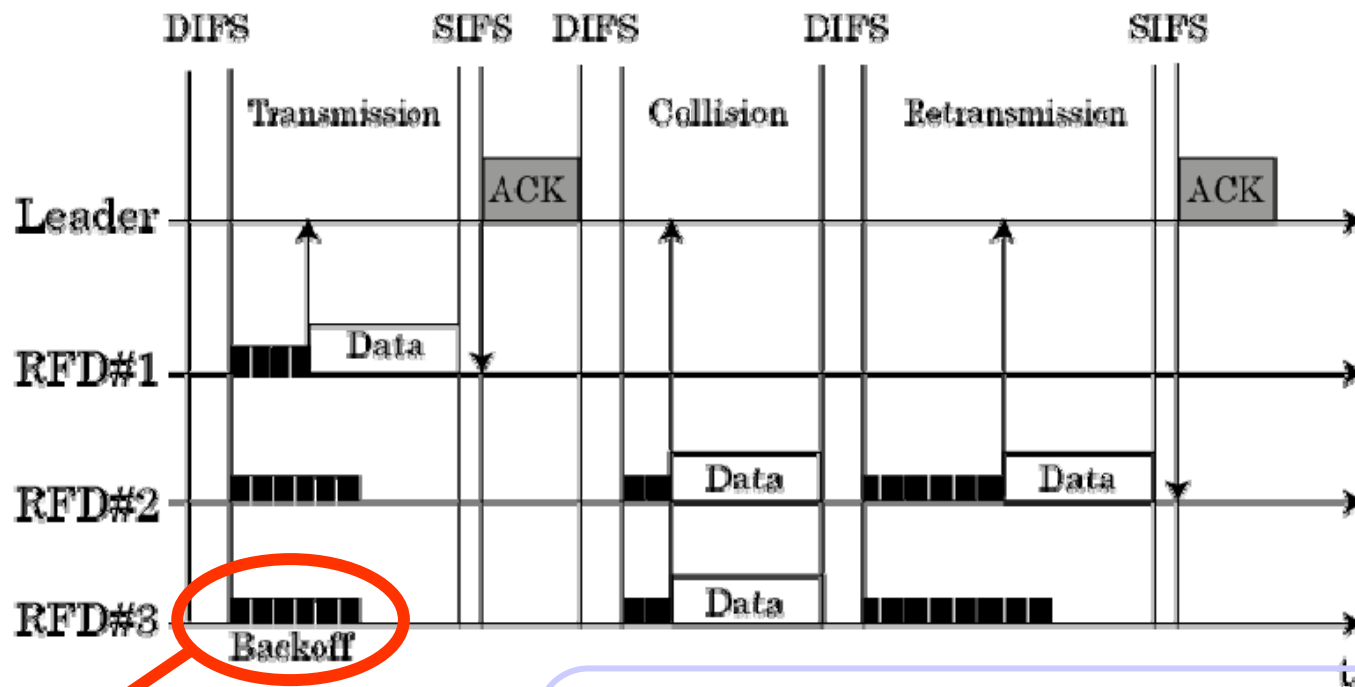 DIFS SIFS DIFS DIFS SIFS
Transmission Collision Retransmission
ACK ACK
Leader
Data
RFD#1
Data Data
RFD#2
Data
RFD#3
Backoff
t